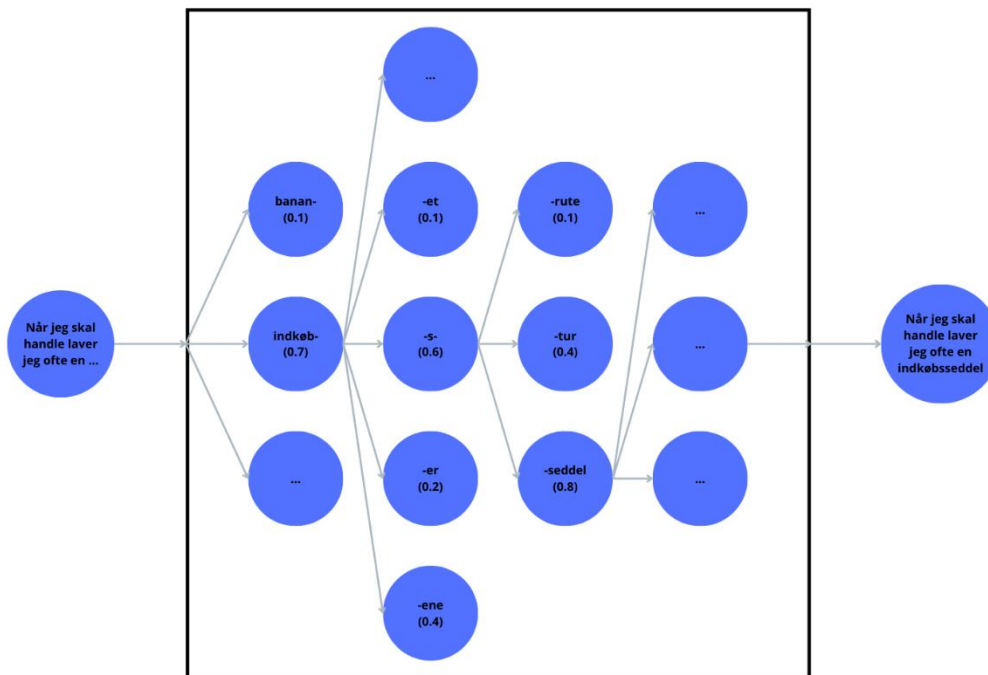 Når jeg skal
handle laver
jeg ofte en ...
banan-
(0.1)
indkøb-
(0.7)
...
...
-et
(0.1)
-s-
(0.6)
-er
(0.2)
-ene
(0.4)
-rute
(0.1)
-tur
(0.4)
-seddel
(0.8)
...
...
...
Når jeg skal
handle laver
jeg ofte en
indkøbsseddel